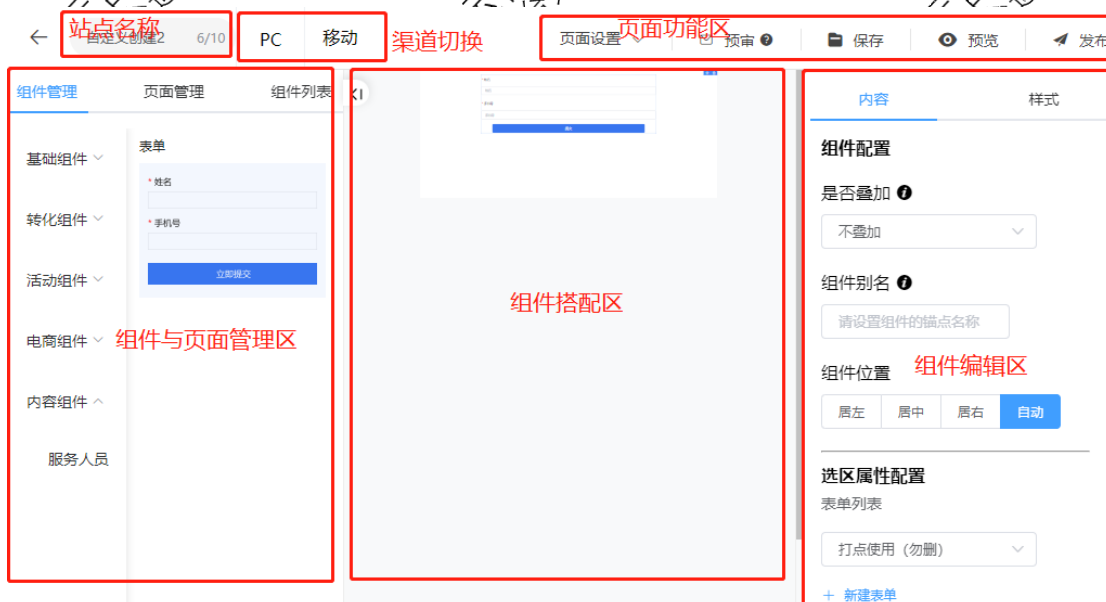 站点名称
自定义创建2 6/10
PC 移动
渠道切换
页面功能区
页面设置 预审 保存 预览 发布
组件管理 页面管理 组件列表
内容 样式
基础组件
转化组件
活动组件
电商组件
内容组件
服务人员
表单
* 姓名
* 手机号
立即提交
组件与页面管理区
组件搭配区
组件配置
是否叠加
不叠加
组件别名
请设置组件的锚点名称
组件编辑区
组件位置
居左 居中 居右 自动
选区属性配置
表单列表
打点使用（勿删）
+ 新建表单